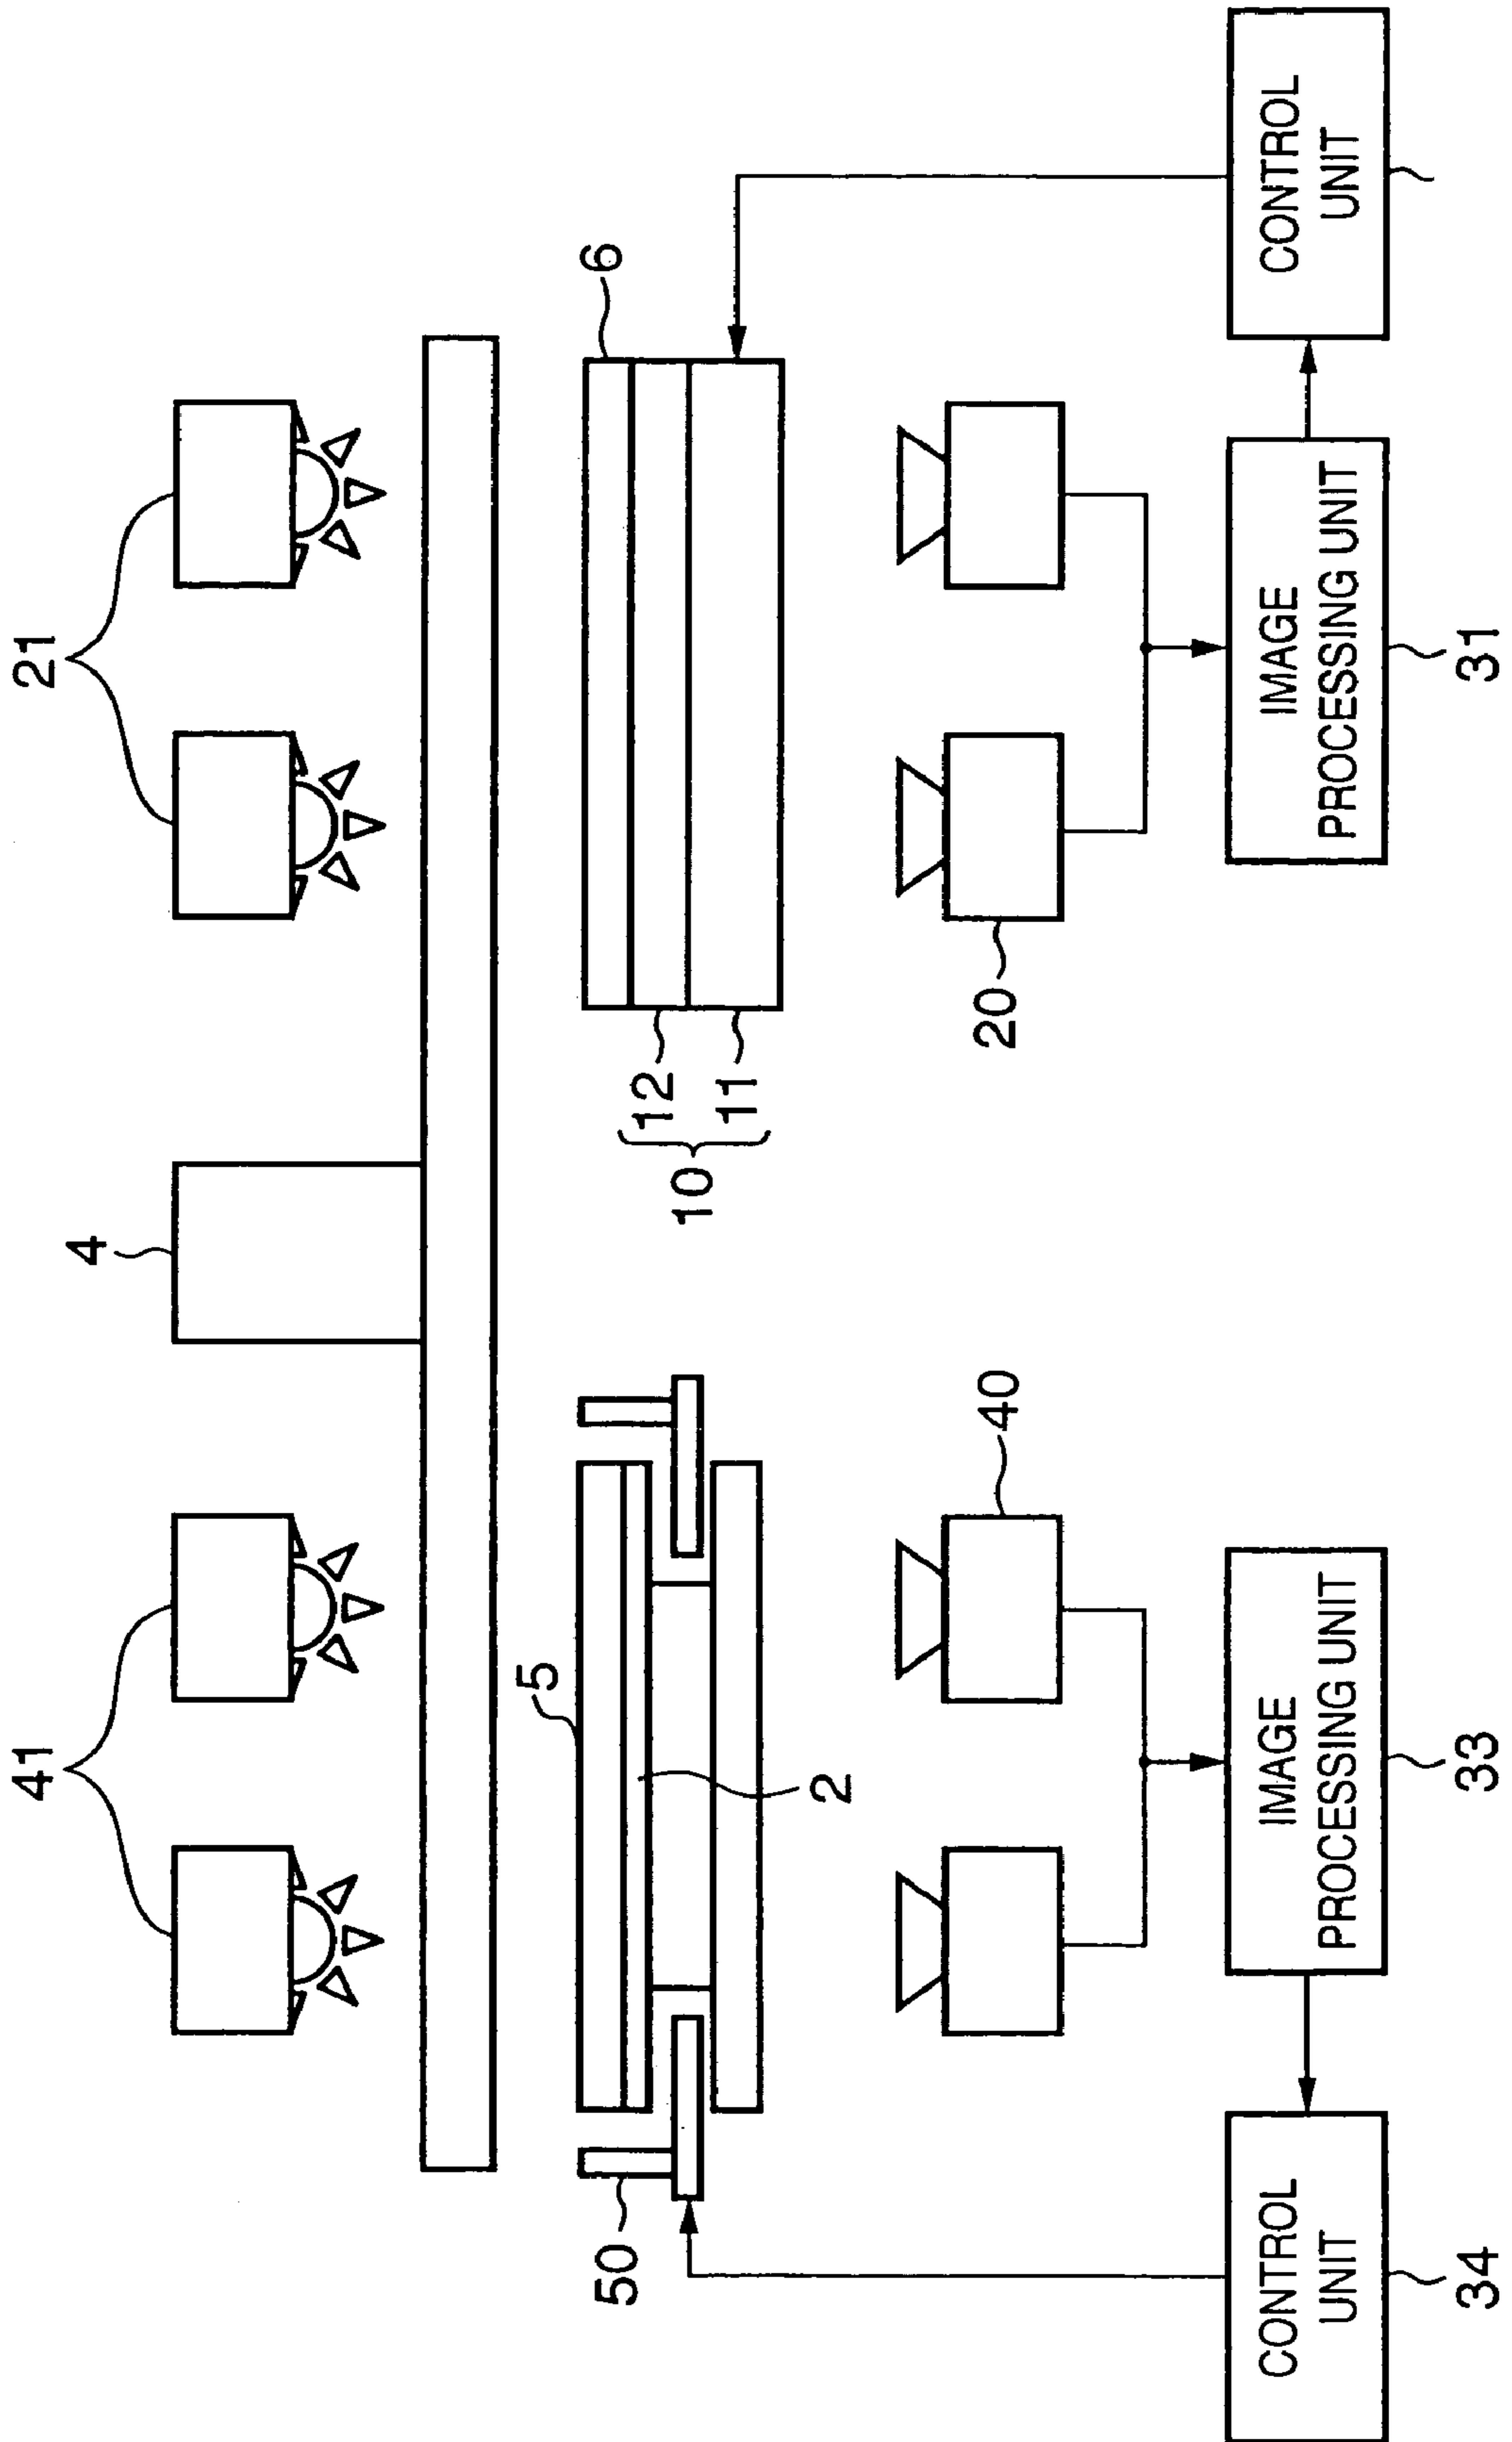 41
21
4
5
6
50
12
10
11
2
40
20
CONTROL
UNIT
IMAGE
PROCESSING UNIT
IMAGE
PROCESSING UNIT
CONTROL
UNIT
34
33
31